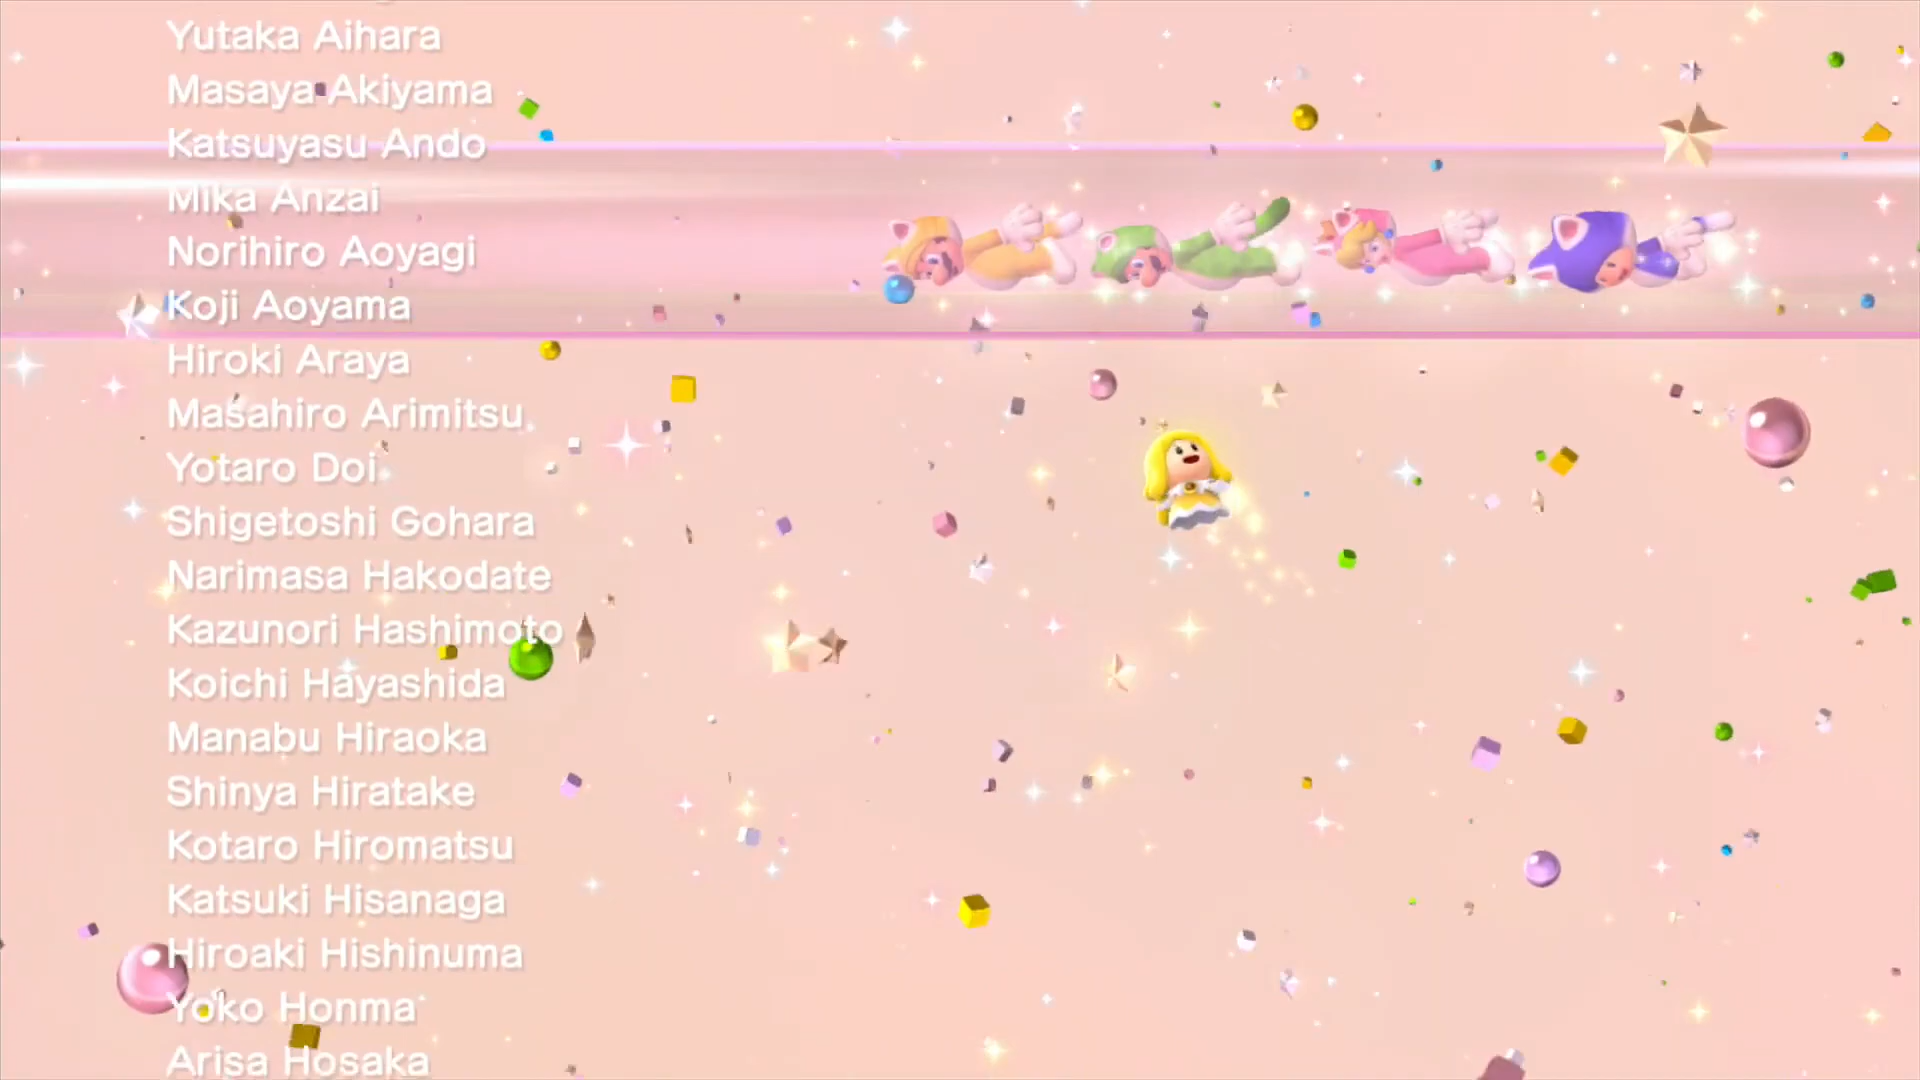 Yutaka Aihara
Masaya Akiyama
Katsuyasu Ando
Mika Anzai
Norihiro Aoyagi
Koji Aoyama
Hiroki Araya
Masahiro Arimitsu
Yotaro Doi
Shigetoshi Gohara
Narimasa Hakodate
Kazunori Hashimoto
Koichi Hayashida
Manabu Hiraoka
Shinya Hiratake
Kotaro Hiromatsu
Katsuki Hisanaga
Hiroaki Hishinuma
Yoko Honma
Arisa Hosaka